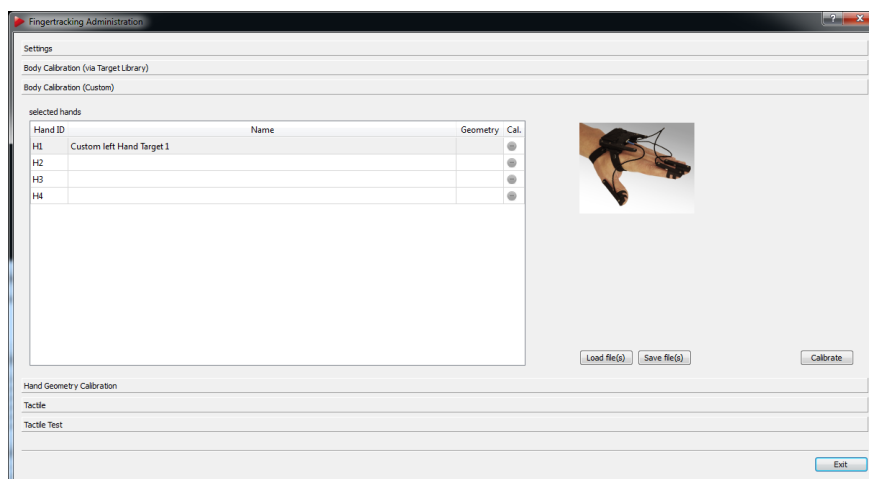 Fingertracking Administration
Settings
Body Calibration (via Target Library)
Body Calibration (Custom)
selected hands
Hand ID Name Geometry Cal.
H1 Custom left Hand Target 1
H2
H3
H4
Load file(s) Save file(s) Calibrate
Hand Geometry Calibration
Tactile
Tactile Test
Exit